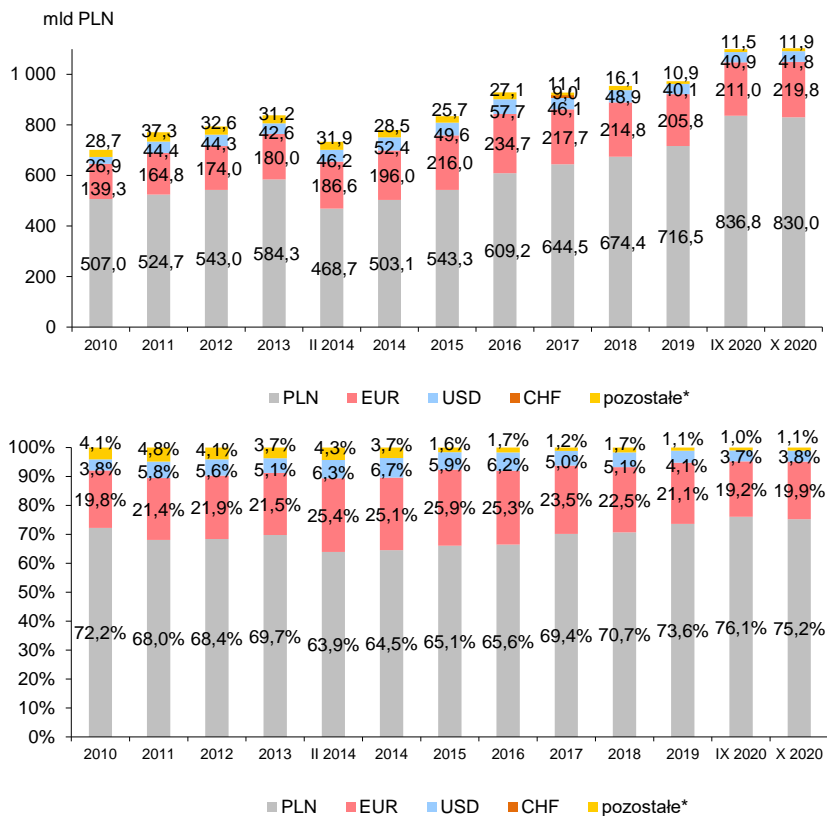 mld PLN
1 000
800
600
400
200
0
28,7 37,3 32,6 31,2 31,9 28,5 25,7 27,1 11,1 16,1 10,9 11,5 11,9
9,0
26,9 44,4 44,3 42,6 46,2 52,4 49,6 57,7 46,1 48,9 40,1 40,9 41,8
139,3 164,8 174,0 180,0 186,6 196,0 216,0 234,7 217,7 214,8 205,8 211,0 219,8
507,0 524,7 543,0 584,3 468,7 503,1 543,3 609,2 644,5 674,4 716,5 836,8 830,0
2010 2011 2012 2013 II 2014 2014 2015 2016 2017 2018 2019 IX 2020 X 2020
PLN EUR USD CHF pozostałe*
100%
90%
80%
70%
60%
50%
40%
30%
20%
10%
0%
4,1% 4,8% 4,1% 3,7% 4,3% 3,7% 1,6% 1,7% 1,2% 1,7% 1,1% 1,0% 1,1%
3,8% 5,8% 5,6% 5,1% 6,3% 6,7% 5,9% 6,2% 5,0% 5,1% 4,1% 3,7% 3,8%
19,8% 21,4% 21,9% 21,5% 25,4% 25,1% 25,9% 25,3% 23,5% 22,5% 21,1% 19,2% 19,9%
72,2% 68,0% 68,4% 69,7% 63,9% 64,5% 65,1% 65,6% 69,4% 70,7% 73,6% 76,1% 75,2%
2010 2011 2012 2013 II 2014 2014 2015 2016 2017 2018 2019 IX 2020 X 2020
PLN EUR USD CHF pozostałe*